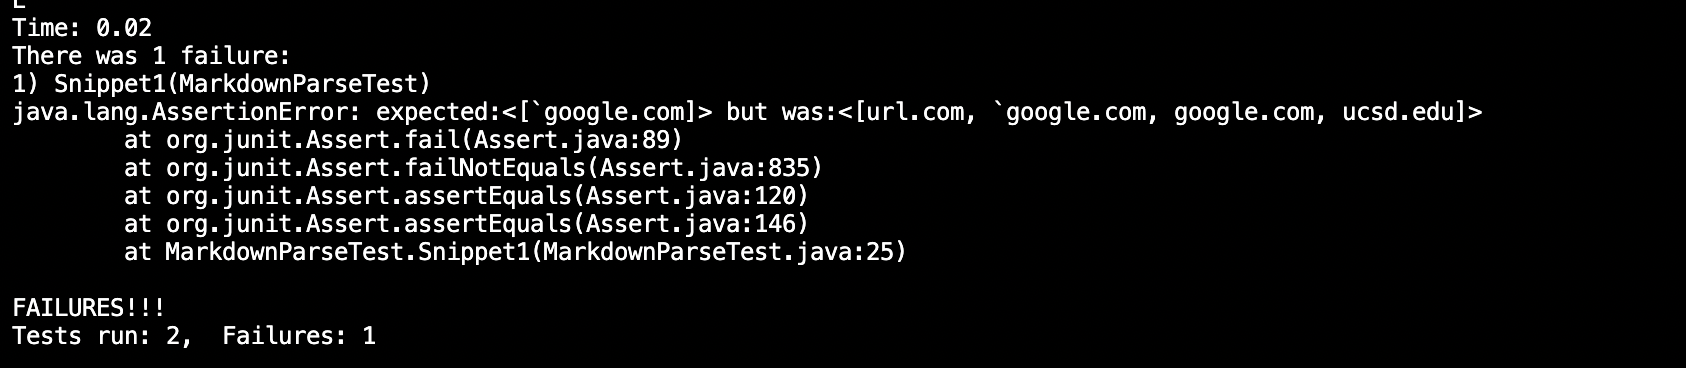 Time: 0.02
There was 1 failure:
1) Snippet1(MarkdownParseTest)
java.lang.AssertionError: expected:<[`google.com]> but was:<[url.com, `google.com, google.com, ucsd.edu]>
        at org.junit.Assert.fail(Assert.java:89)
        at org.junit.Assert.failNotEquals(Assert.java:835)
        at org.junit.Assert.assertEquals(Assert.java:120)
        at org.junit.Assert.assertEquals(Assert.java:146)
        at MarkdownParseTest.Snippet1(MarkdownParseTest.java:25)
FAILURES!!!
Tests run: 2,  Failures: 1